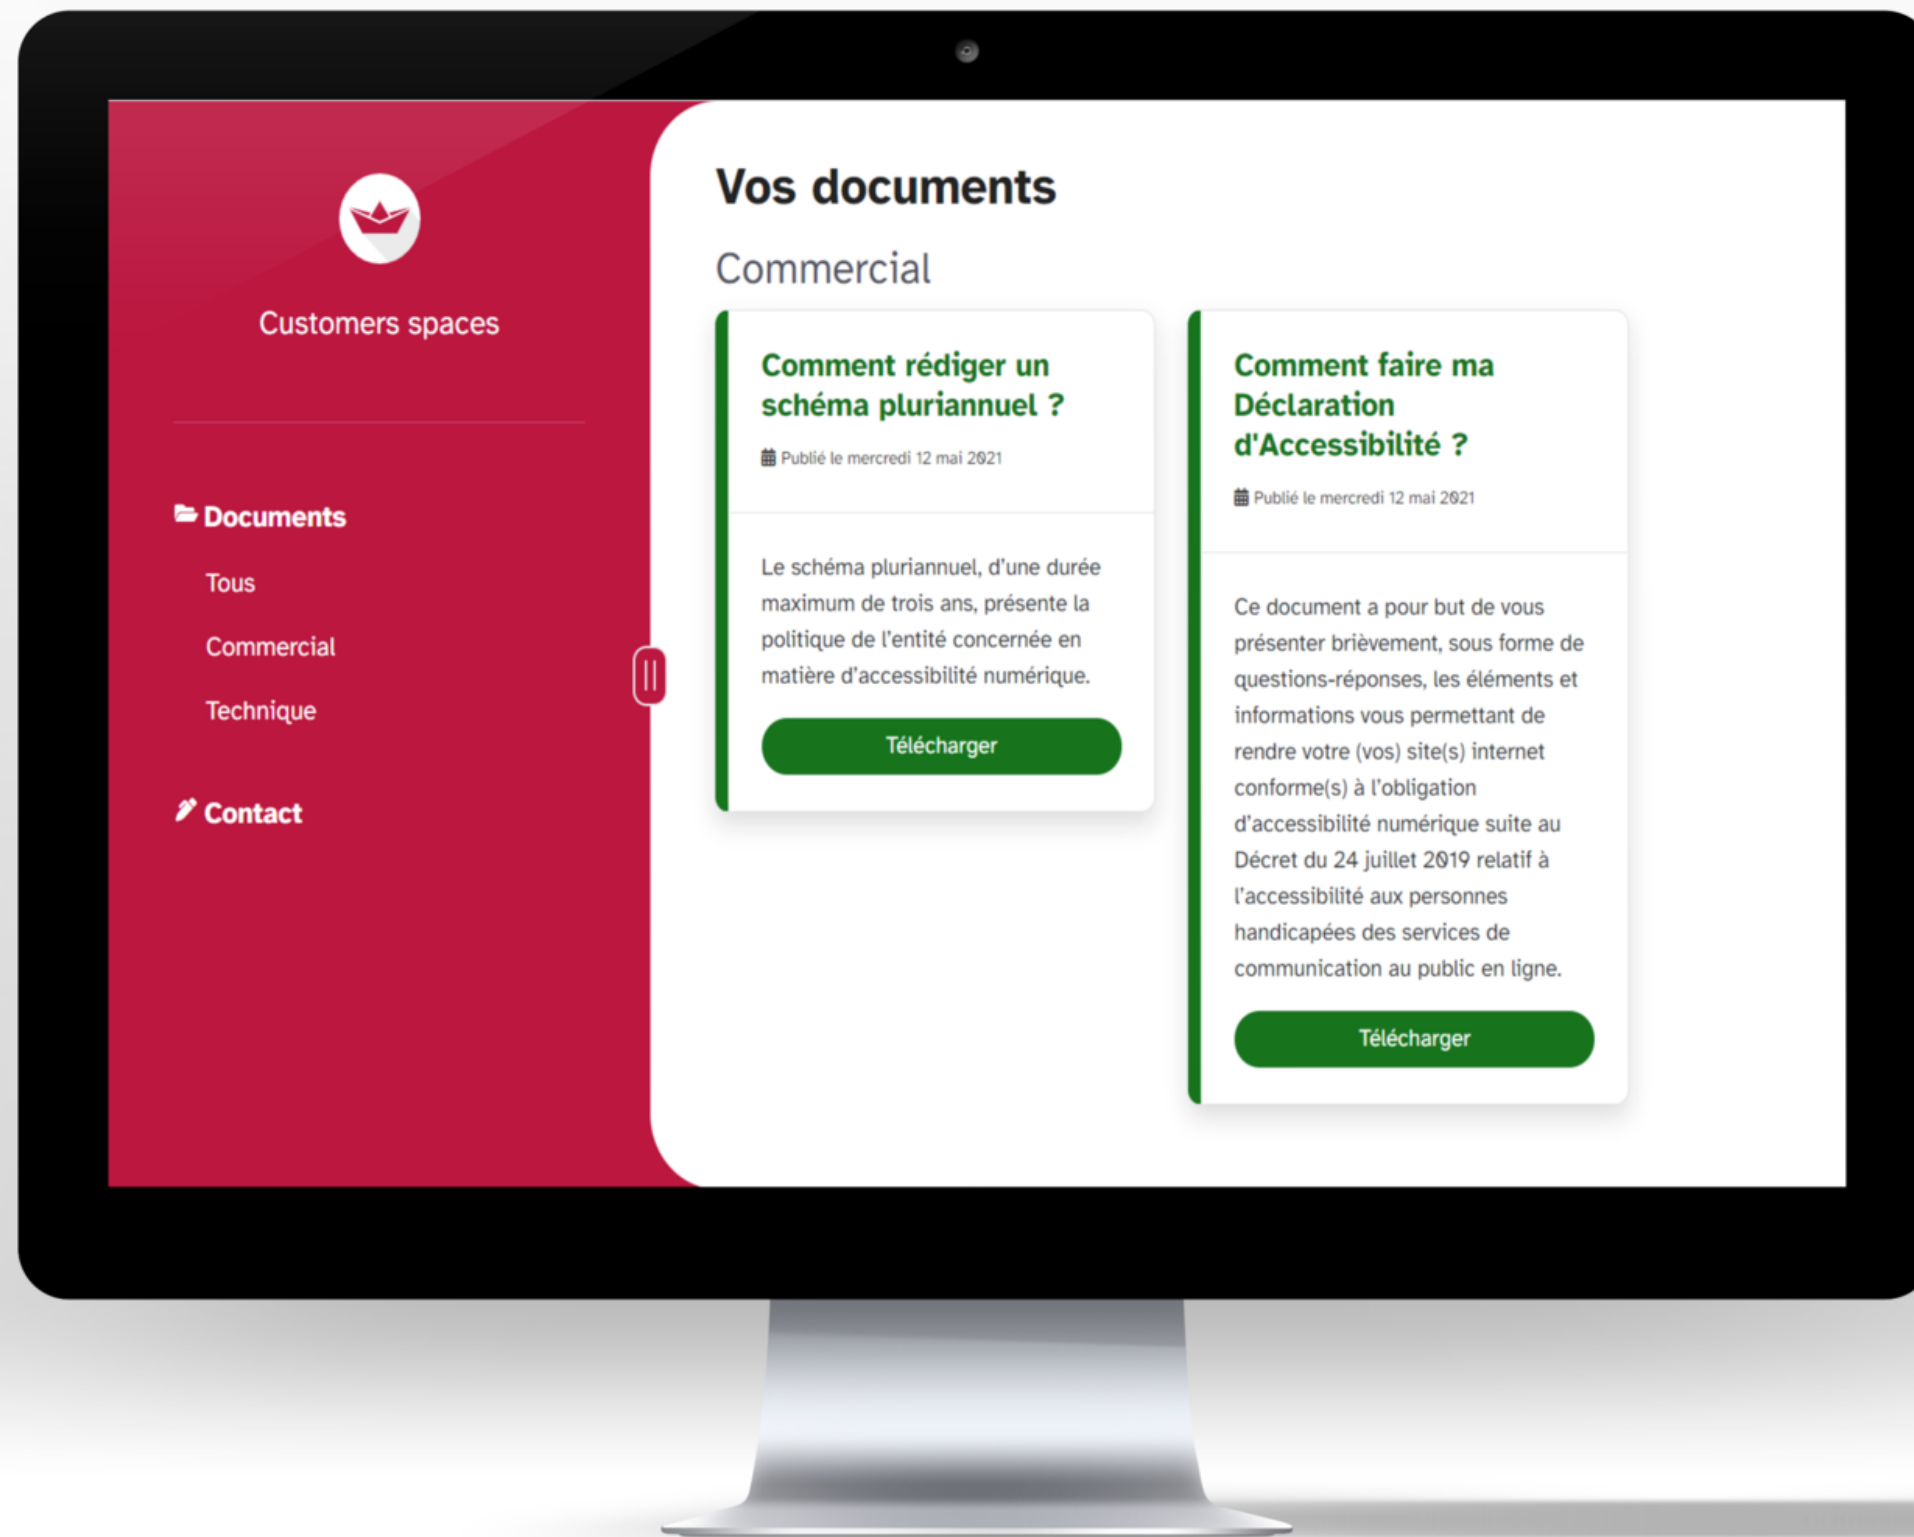 Customers spaces
Documents
Tous
Commercial
Technique
Contact
Vos documents
Commercial
Comment rédiger un
schéma pluriannuel ?
Publié le mercredi 12 mai 2021
Le schéma pluriannuel, d’une durée
maximum de trois ans, présente la
politique de l’entité concernée en
matière d’accessibilité numérique.
Télécharger
Comment faire ma
Déclaration
d'Accessibilité ?
Publié le mercredi 12 mai 2021
Ce document a pour but de vous
présenter brièvement, sous forme de
questions-réponses, les éléments et
informations vous permettant de
rendre votre (vos) site(s) internet
conforme(s) à l’obligation
d’accessibilité numérique suite au
Décret du 24 juillet 2019 relatif à
l’accessibilité aux personnes
handicapées des services de
communication au public en ligne.
Télécharger